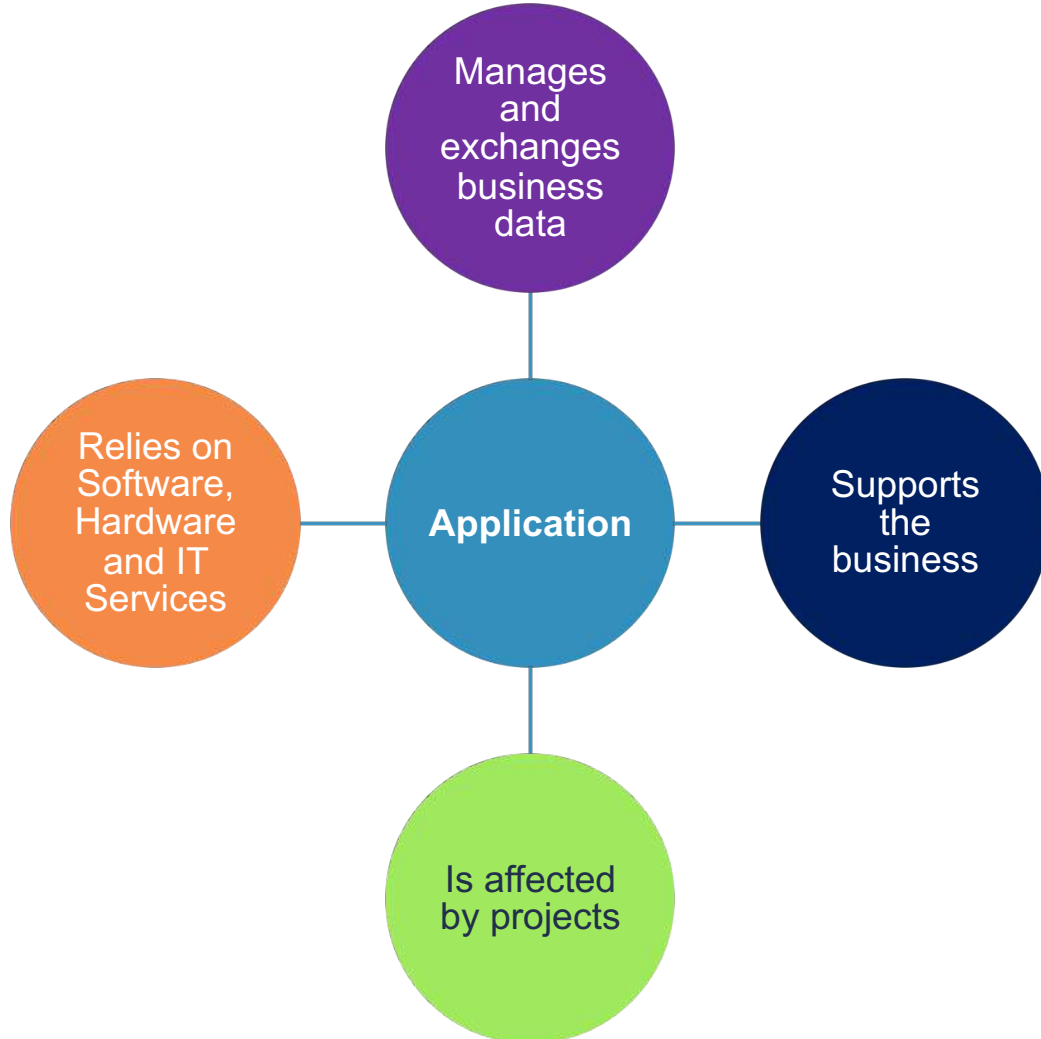 Manages
and
exchanges
business
data
Relies on
Software,
Hardware
and IT
Services
Application
Supports
the
business
Is affected
by projects